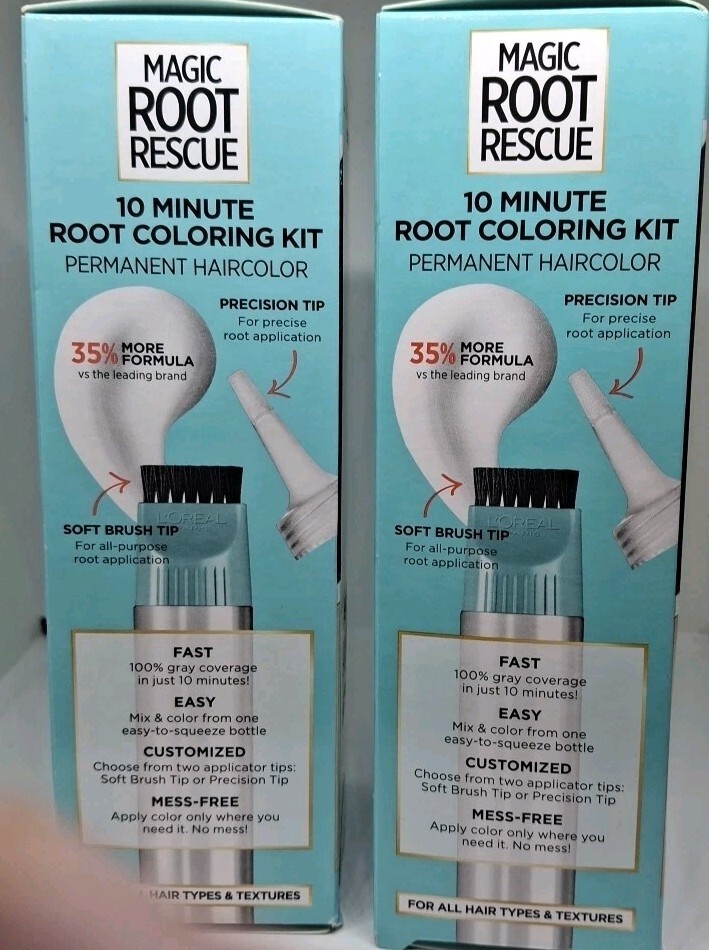 MAGIC
ROOT
RESCUE
10 MINUTE
ROOT COLORING KIT
PERMANENT HAIRCOLOR
PRECISION TIP
For precise
root application
35% MORE
FORMULA
vs the leading brand
L'ORÉAL
SOFT BRUSH TIP
For all-purpose
root application
FAST
100% gray coverage
in just 10 minutes!
EASY
Mix & color from one
easy-to-squeeze bottle
CUSTOMIZED
Choose from two applicator tips:
Soft Brush Tip or Precision Tip
MESS-FREE
Apply color only where you
need it. No mess!
HAIR TYPES & TEXTURES
MAGIC
ROOT
RESCUE
10 MINUTE
ROOT COLORING KIT
PERMANENT HAIRCOLOR
PRECISION TIP
For precise
root application
35% MORE
FORMULA
vs the leading brand
L'ORÉAL
SOFT BRUSH TIP
For all-purpose
root application
FAST
100% gray coverage
in just 10 minutes!
EASY
Mix & color from one
easy-to-squeeze bottle
CUSTOMIZED
Choose from two applicator tips:
Soft Brush Tip or Precision Tip
MESS-FREE
Apply color only where you
need it. No mess!
FOR ALL HAIR TYPES & TEXTURES